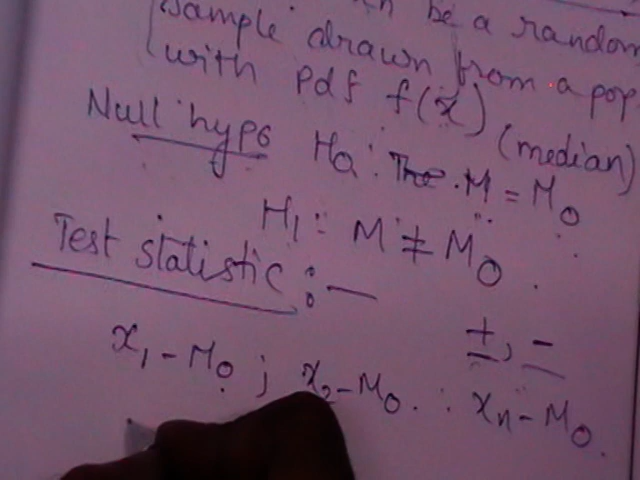 be a random
sample drawn from a pop
with pdf f(x)
Null hypo H0: M = M0 (median)
H1: M ≠ M0
Test statistic :-
+, -
x1 - M0 ; x2 - M0 . : xn - M0.